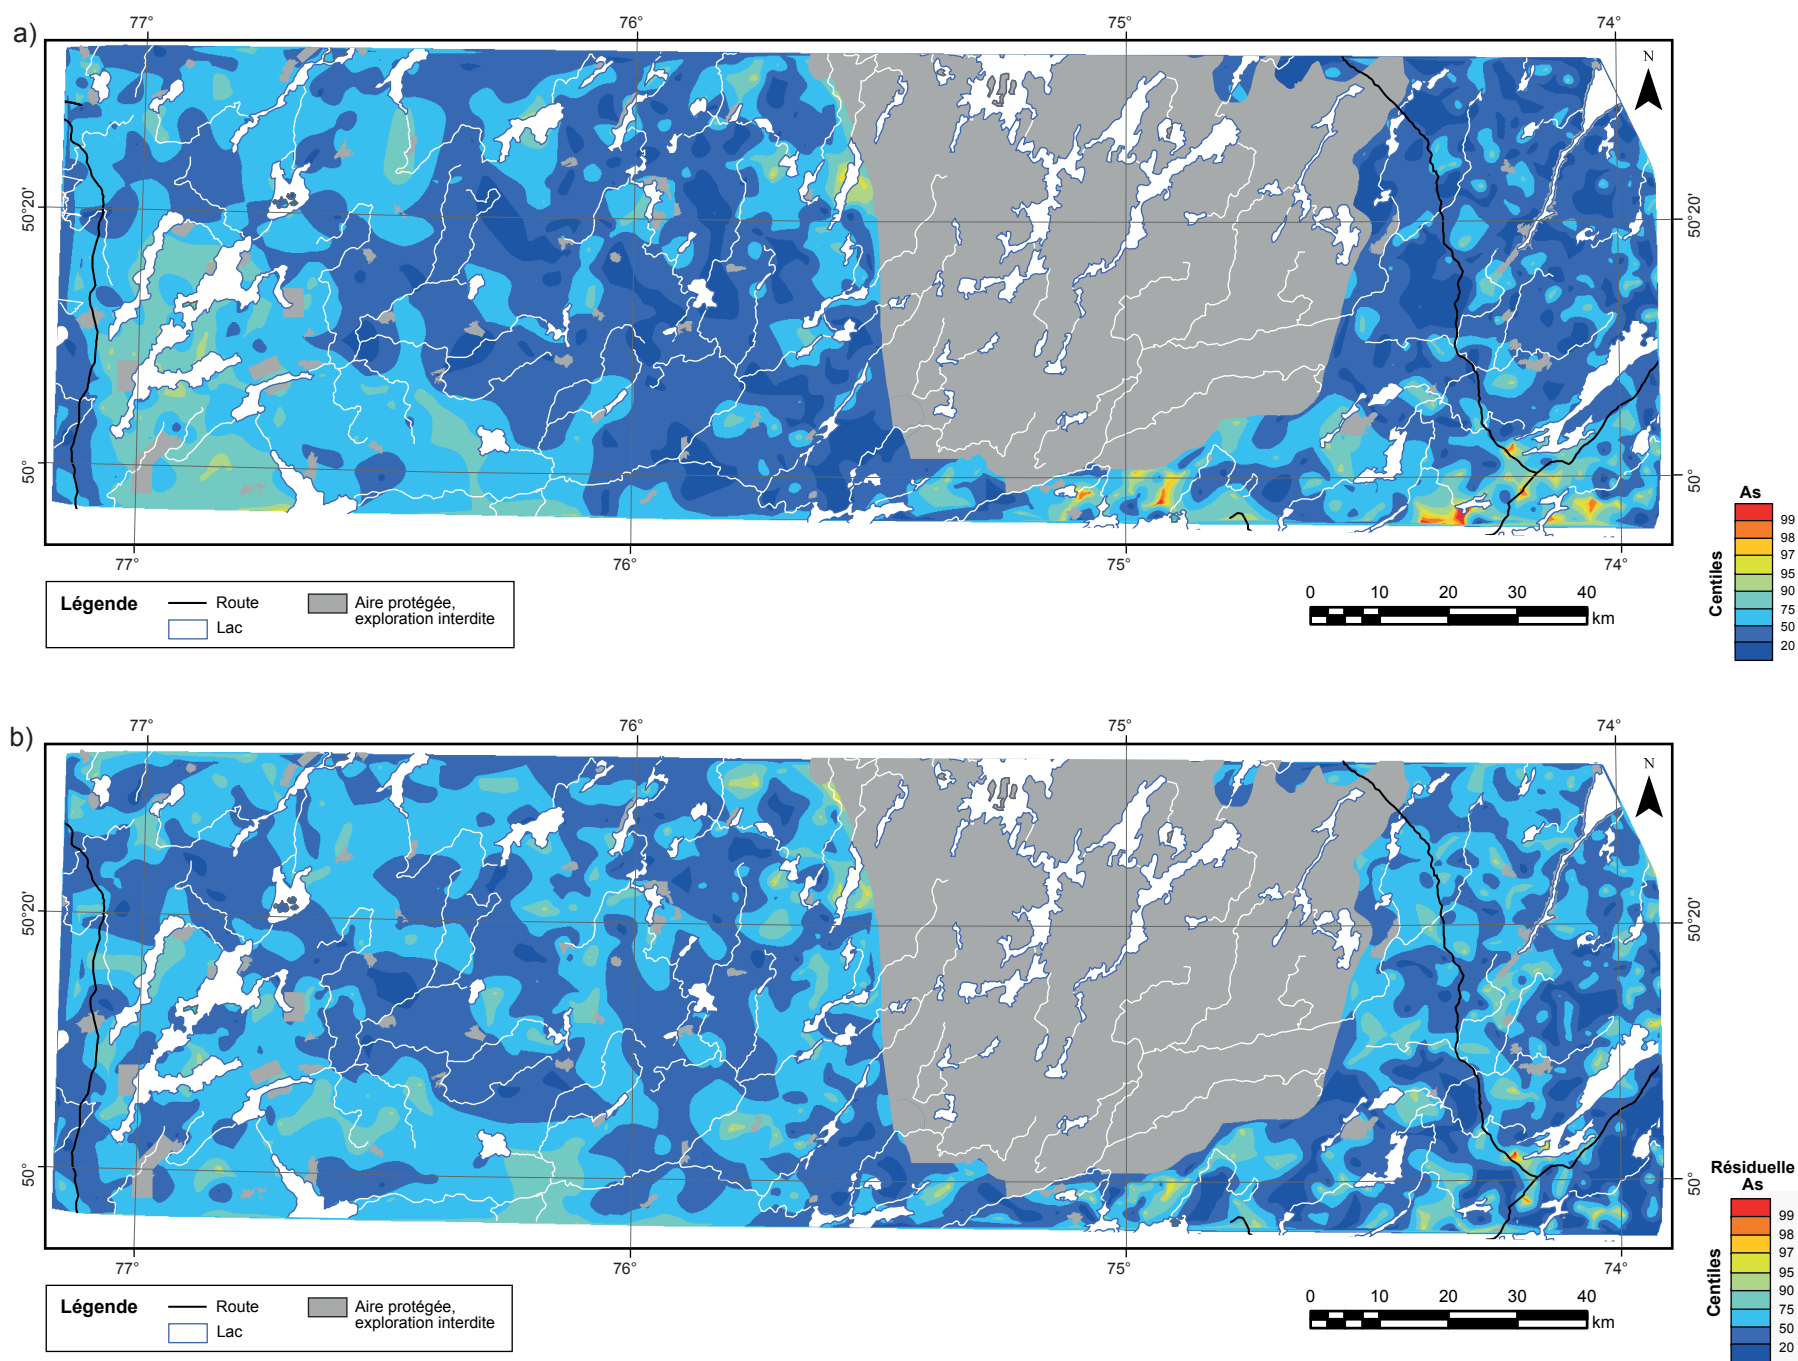 a)
77° 76° 75° 74°
N
50°20' 50°20'
50° 50°
77° 76° 75° 74°
As
Centiles
99
98
97
95
90
75
50
20
Légende
Route
Lac
Aire protégée,
exploration interdite
0 10 20 30 40
km
b)
77° 76° 75° 74°
N
50°20' 50°20'
50° 50°
77° 76° 75° 74°
Résiduelle
As
Centiles
99
98
97
95
90
75
50
20
Légende
Route
Lac
Aire protégée,
exploration interdite
0 10 20 30 40
km